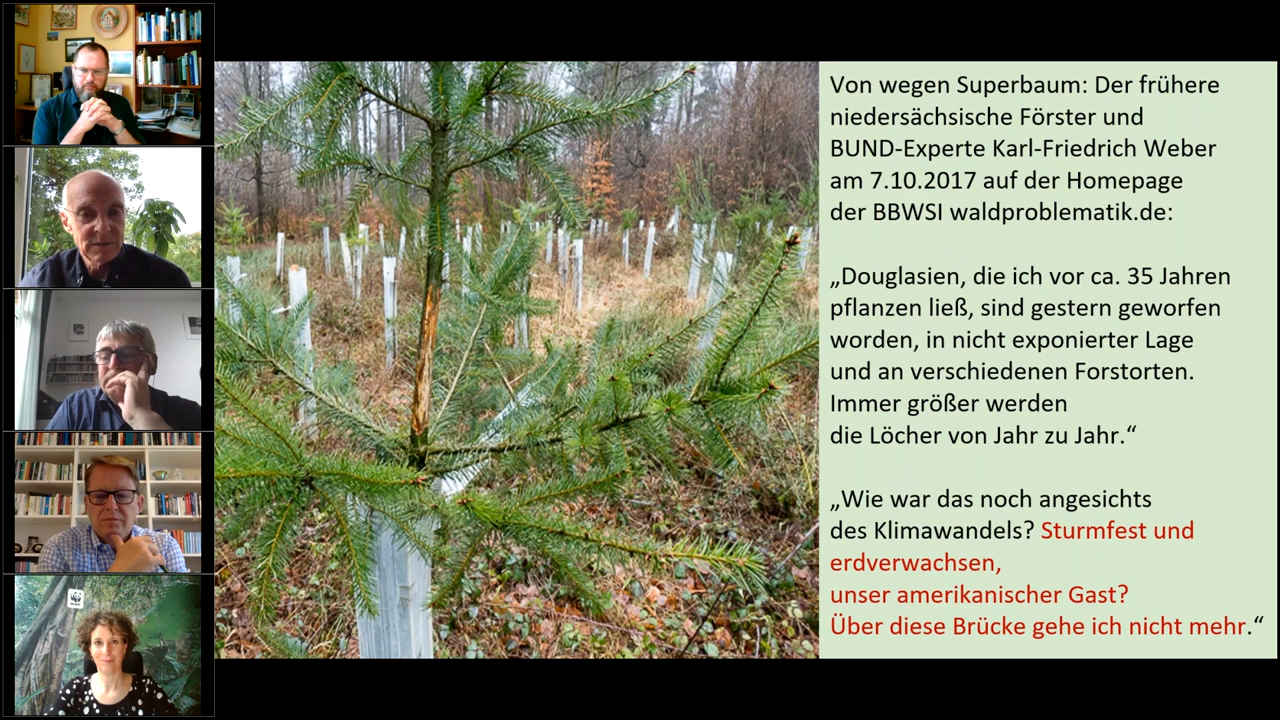 Von wegen Superbaum: Der frühere
niedersächsische Förster und
BUND-Experte Karl-Friedrich Weber
am 7.10.2017 auf der Homepage
der BBWSI waldproblematik.de:
„Douglasien, die ich vor ca. 35 Jahren
pflanzen ließ, sind gestern geworfen
worden, in nicht exponierter Lage
und an verschiedenen Forstorten.
Immer größer werden
die Löcher von Jahr zu Jahr.“
„Wie war das noch angesichts
des Klimawandels? Sturmfest und
erdverwachsen,
unser amerikanischer Gast?
Über diese Brücke gehe ich nicht mehr.“